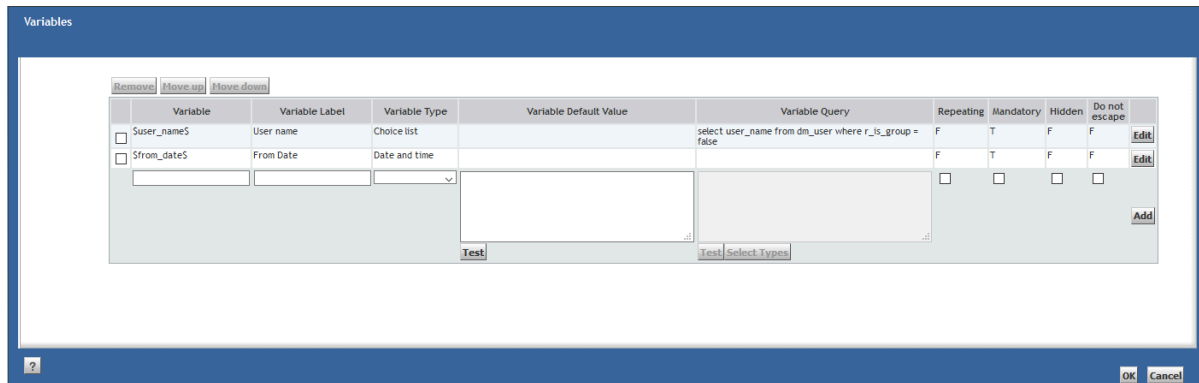 Variables
Remove Move up Move down
Variable Variable Label Variable Type Variable Default Value Variable Query Repeating Mandatory Hidden Do not escape
$user_name$ User name Choice list select user_name from dm_user where r_is_group = false F T F F Edit
$from_date$ From Date Date and time F T F F Edit
Add
Test Test Select Types
?
OK Cancel